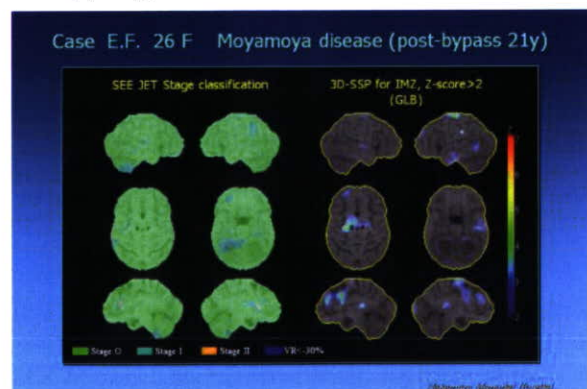 Case E.F. 26 F Moyamoya disease (post-bypass 21y)
SEE JET Stage classification
3D-SSP for IMZ, Z-score>2
(GLB)
Stage 0 Stage I Stage II VR<-30%